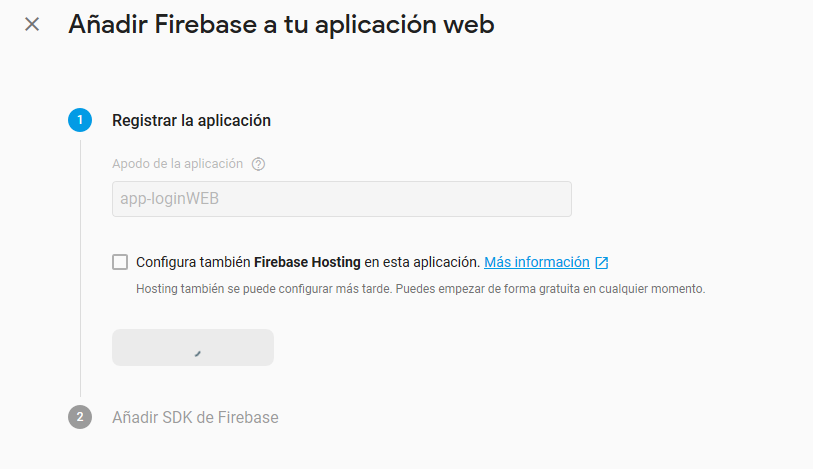 Añadir Firebase a tu aplicación web
1
Registrar la aplicación
Apodo de la aplicación
app-loginWEB
Configura también Firebase Hosting en esta aplicación. Más información
Hosting también se puede configurar más tarde. Puedes empezar de forma gratuita en cualquier momento.
2
Añadir SDK de Firebase